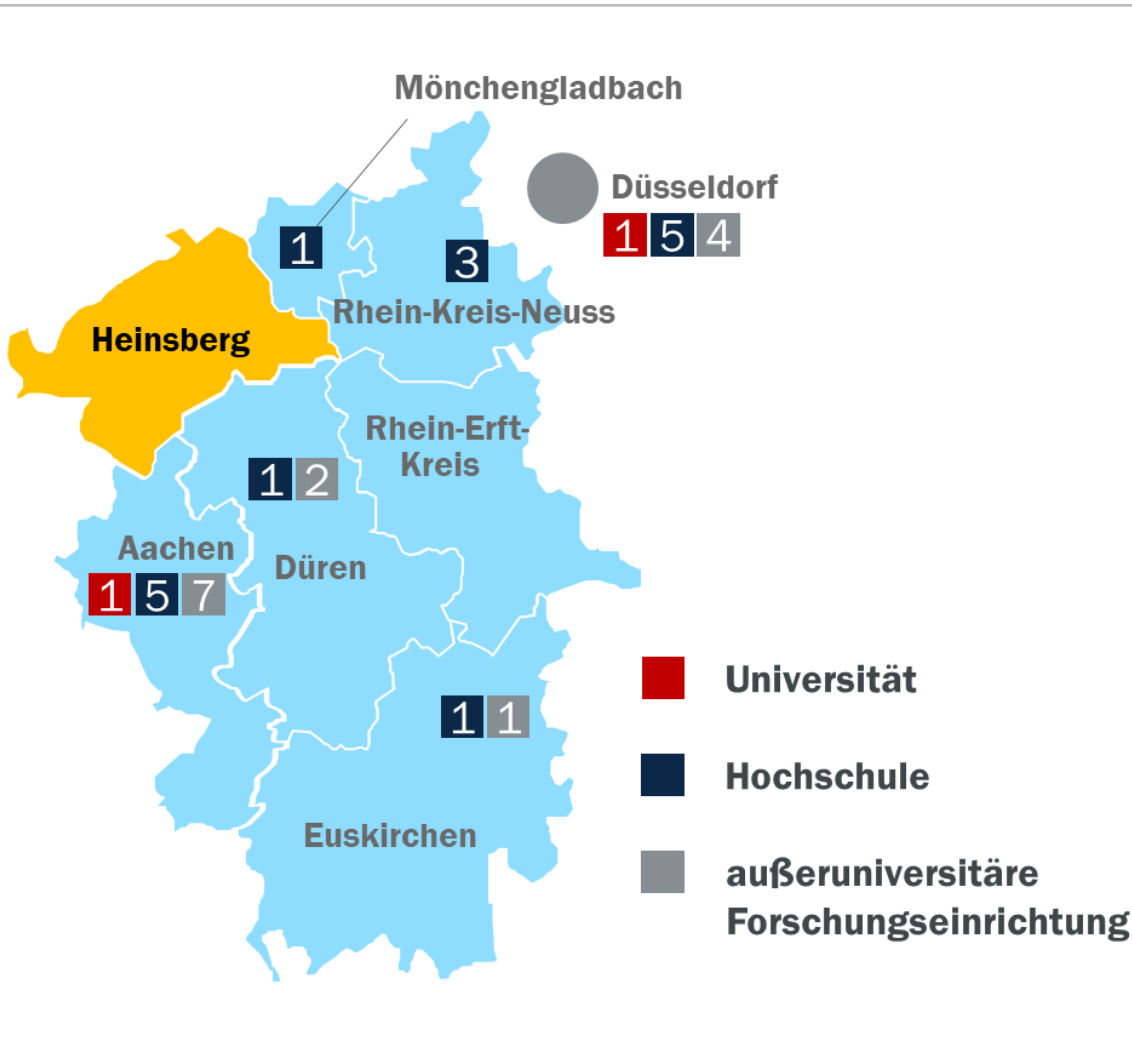 Mönchengladbach
Düsseldorf
1 5 4
1
3
Rhein-Kreis-Neuss
Heinsberg
Rhein-Erft-
Kreis
1 2
Aachen
Düren
1 5 7
Universität
1 1
Hochschule
Euskirchen
außeruniversitäre
Forschungseinrichtung